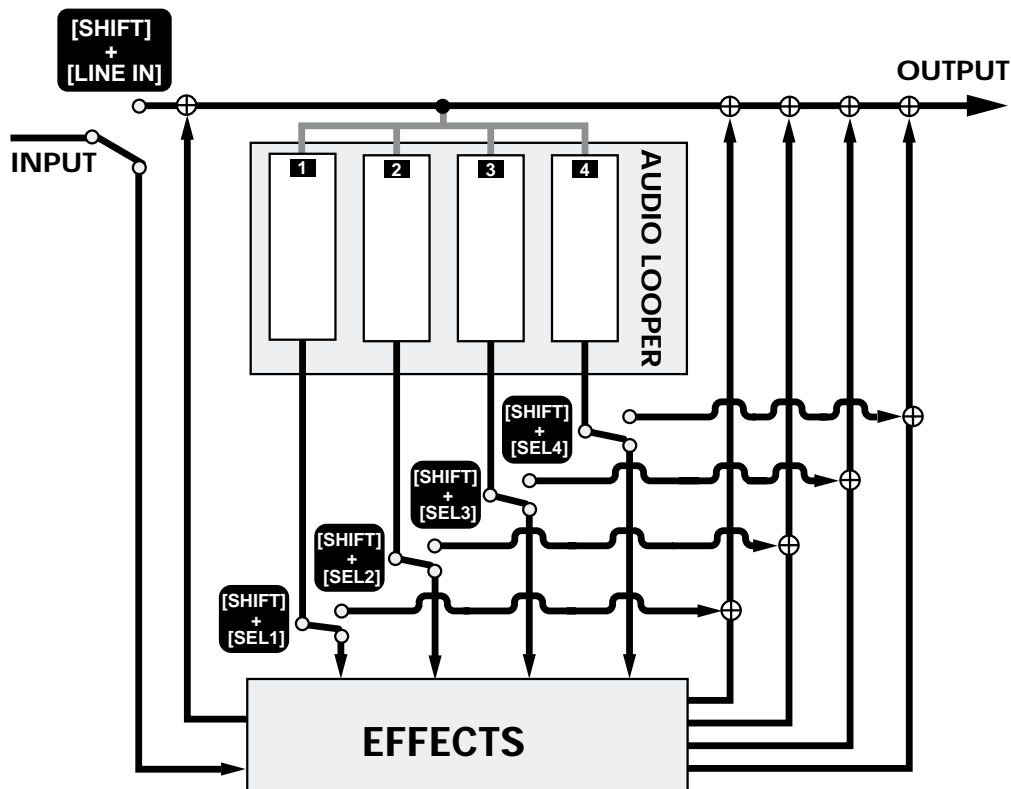 [SHIFT]
+
[LINE IN]
OUTPUT
INPUT
1
2
3
4
AUDIO LOOPER
[SHIFT]
+
[SEL4]
[SHIFT]
+
[SEL3]
[SHIFT]
+
[SEL2]
[SHIFT]
+
[SEL1]
EFFECTS